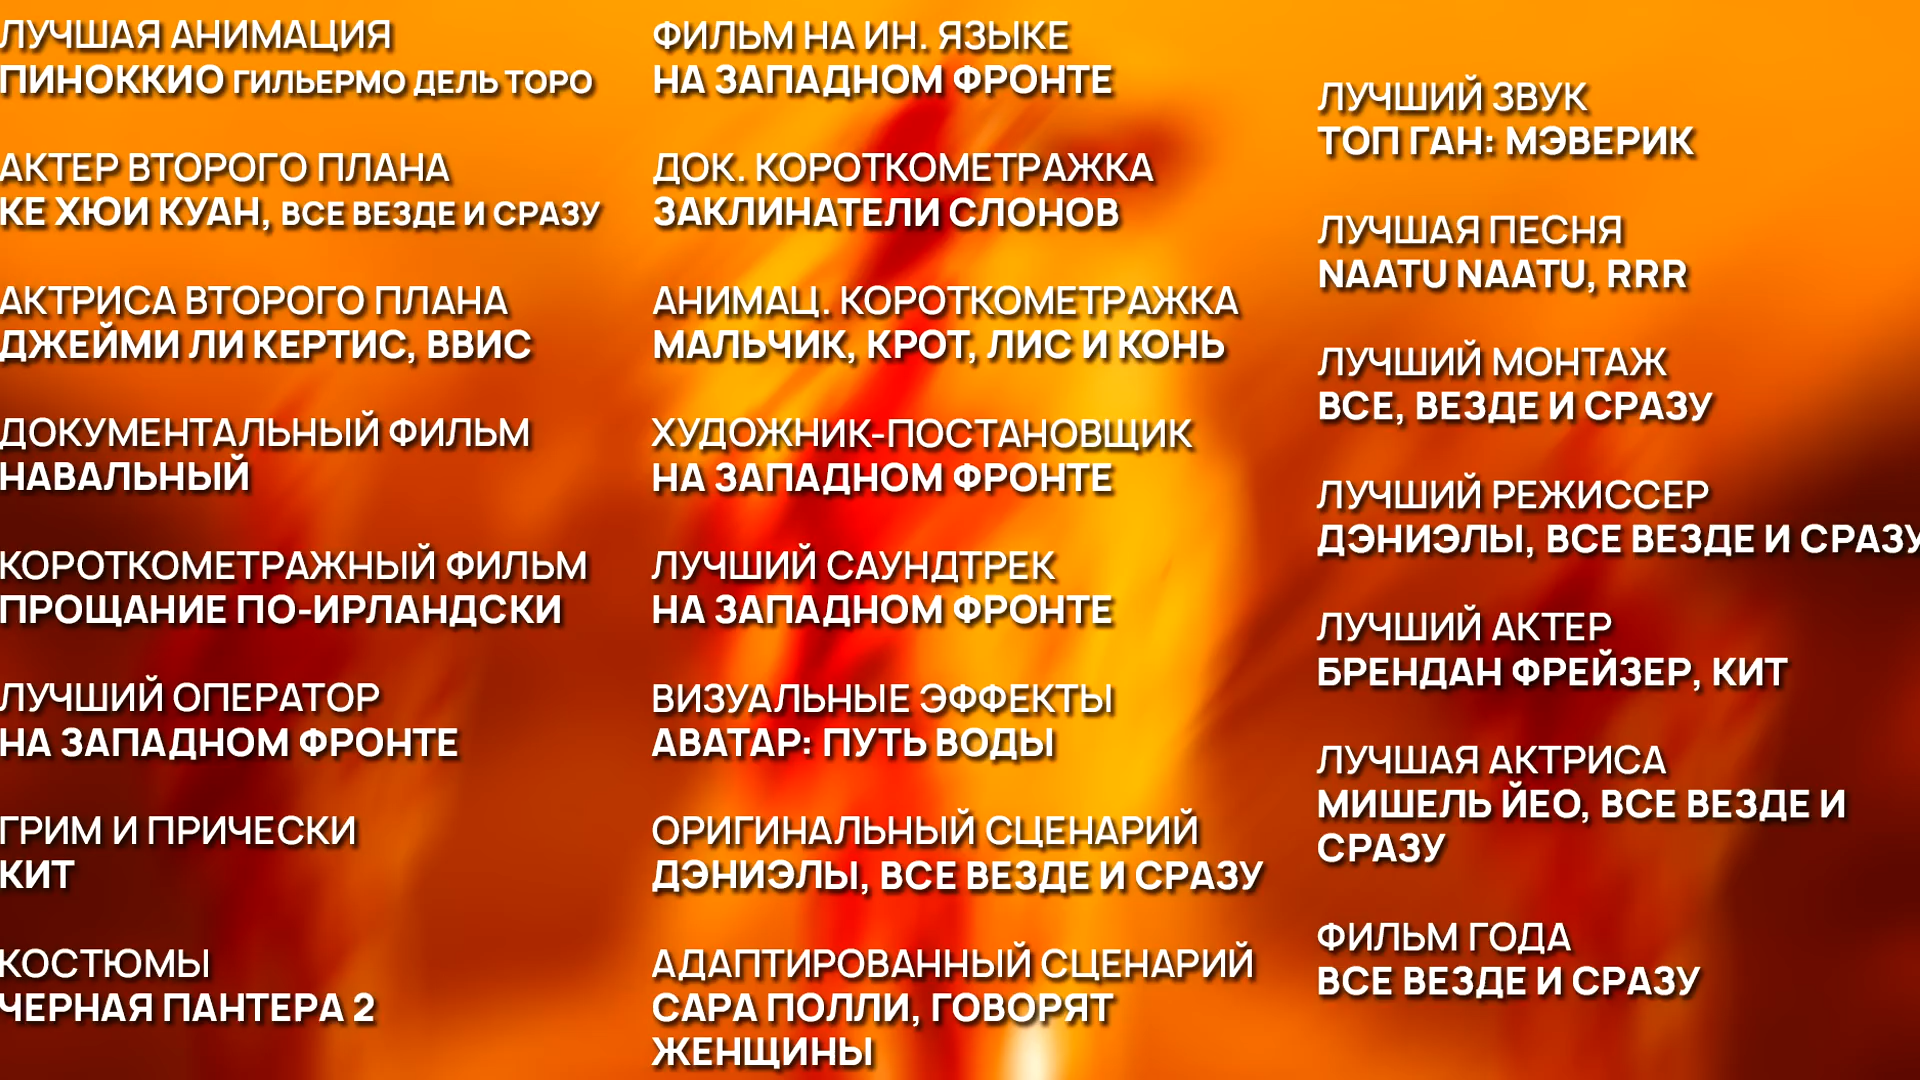 ЛУЧШАЯ АНИМАЦИЯ
ПИНОККИО ГИЛЬЕРМО ДЕЛЬ ТОРО
АКТЕР ВТОРОГО ПЛАНА
КЕ ХЮИ КУАН, ВСЕ ВЕЗДЕ И СРАЗУ
АКТРИСА ВТОРОГО ПЛАНА
ДЖЕЙМИ ЛИ КЕРТИС, ВВИС
ДОКУМЕНТАЛЬНЫЙ ФИЛЬМ
НАВАЛЬНЫЙ
КОРОТКОМЕТРАЖНЫЙ ФИЛЬМ
ПРОЩАНИЕ ПО-ИРЛАНДСКИ
ЛУЧШИЙ ОПЕРАТОР
НА ЗАПАДНОМ ФРОНТЕ
ГРИМ И ПРИЧЕСКИ
КИТ
КОСТЮМЫ
ЧЕРНАЯ ПАНТЕРА 2
ФИЛЬМ НА ИН. ЯЗЫКЕ
НА ЗАПАДНОМ ФРОНТЕ
ДОК. КОРОТКОМЕТРАЖКА
ЗАКЛИНАТЕЛИ СЛОНОВ
АНИМАЦ. КОРОТКОМЕТРАЖКА
МАЛЬЧИК, КРОТ, ЛИС И КОНЬ
ХУДОЖНИК-ПОСТАНОВЩИК
НА ЗАПАДНОМ ФРОНТЕ
ЛУЧШИЙ САУНДТРЕК
НА ЗАПАДНОМ ФРОНТЕ
ВИЗУАЛЬНЫЕ ЭФФЕКТЫ
АВАТАР: ПУТЬ ВОДЫ
ОРИГИНАЛЬНЫЙ СЦЕНАРИЙ
ДЭНИЭЛЫ, ВСЕ ВЕЗДЕ И СРАЗУ
АДАПТИРОВАННЫЙ СЦЕНАРИЙ
САРА ПОЛЛИ, ГОВОРЯТ
ЖЕНЩИНЫ
ЛУЧШИЙ ЗВУК
ТОП ГАН: МЭВЕРИК
ЛУЧШАЯ ПЕСНЯ
NAATU NAATU, RRR
ЛУЧШИЙ МОНТАЖ
ВСЕ, ВЕЗДЕ И СРАЗУ
ЛУЧШИЙ РЕЖИССЕР
ДЭНИЭЛЫ, ВСЕ ВЕЗДЕ И СРАЗУ
ЛУЧШИЙ АКТЕР
БРЕНДАН ФРЕЙЗЕР, КИТ
ЛУЧШАЯ АКТРИСА
МИШЕЛЬ ЙЕО, ВСЕ ВЕЗДЕ И
СРАЗУ
ФИЛЬМ ГОДА
ВСЕ ВЕЗДЕ И СРАЗУ